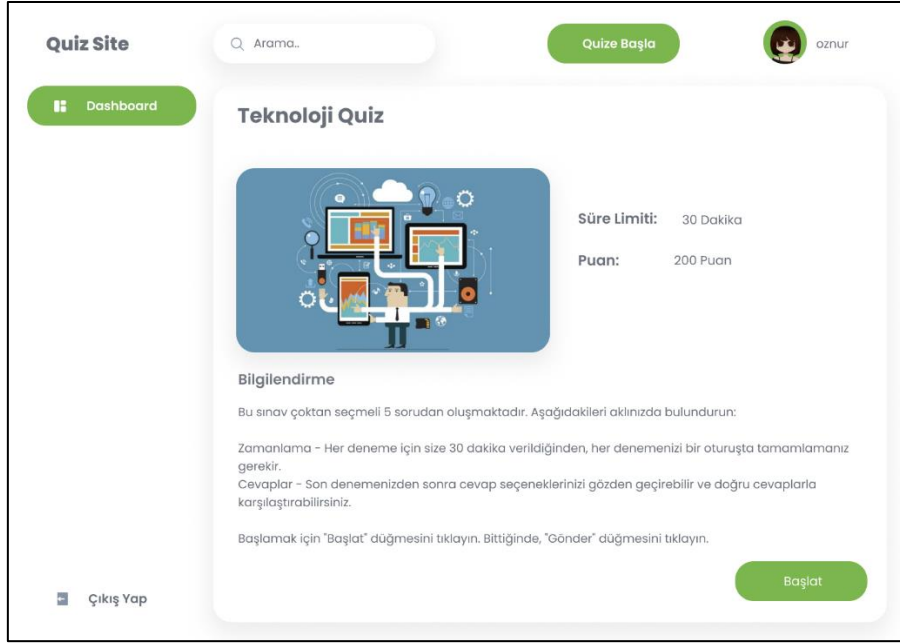 Quiz Site
Arama..
Quize Başla
oznur
Dashboard
Teknoloji Quiz
Süre Limiti: 30 Dakika
Puan: 200 Puan
Bilgilendirme
Bu sınav çoktan seçmeli 5 sorudan oluşmaktadır. Aşağıdakileri aklınızda bulundurun:
Zamanlama - Her deneme için size 30 dakika verildiğinden, her denemenizi bir oturuşta tamamlamanız
gerekir.
Cevaplar - Son denemenizden sonra cevap seçeneklerinizi gözden geçirebilir ve doğru cevaplarla
karşılaştırabilirsiniz.
Başlamak için "Başlat" düğmesini tıklayın. Bittiğinde, "Gönder" düğmesini tıklayın.
Başlat
Çıkış Yap